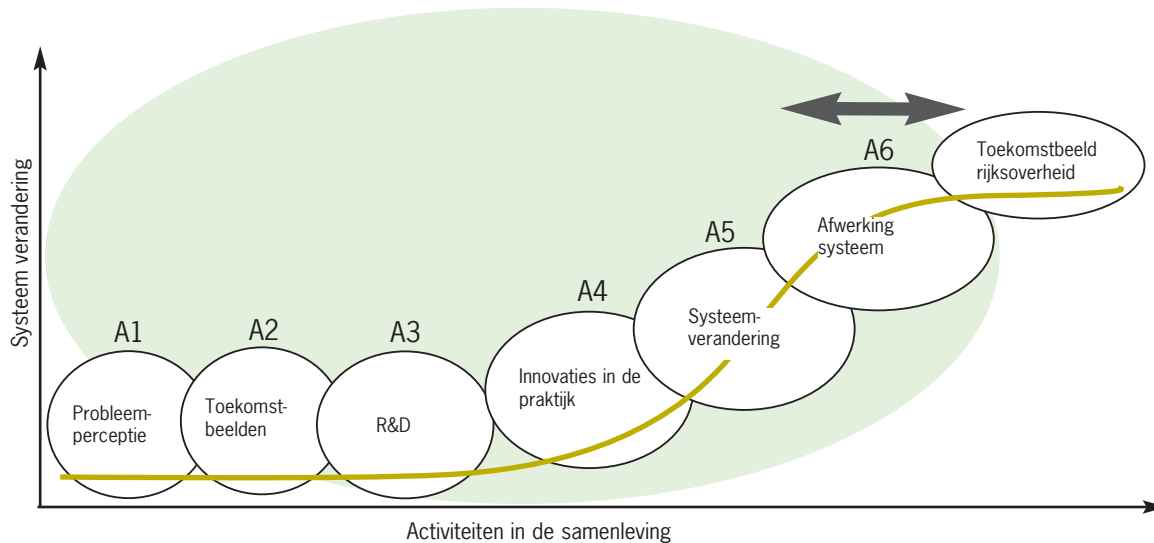 Systeem verandering
A1
Probleem-
perceptie
A2
Toekomst-
beelden
A3
R&D
A4
Innovaties in de
praktijk
A5
Systeem-
verandering
A6
Afwerking
systeem
Toekomstbeeld
rijksoverheid
Activiteiten in de samenleving